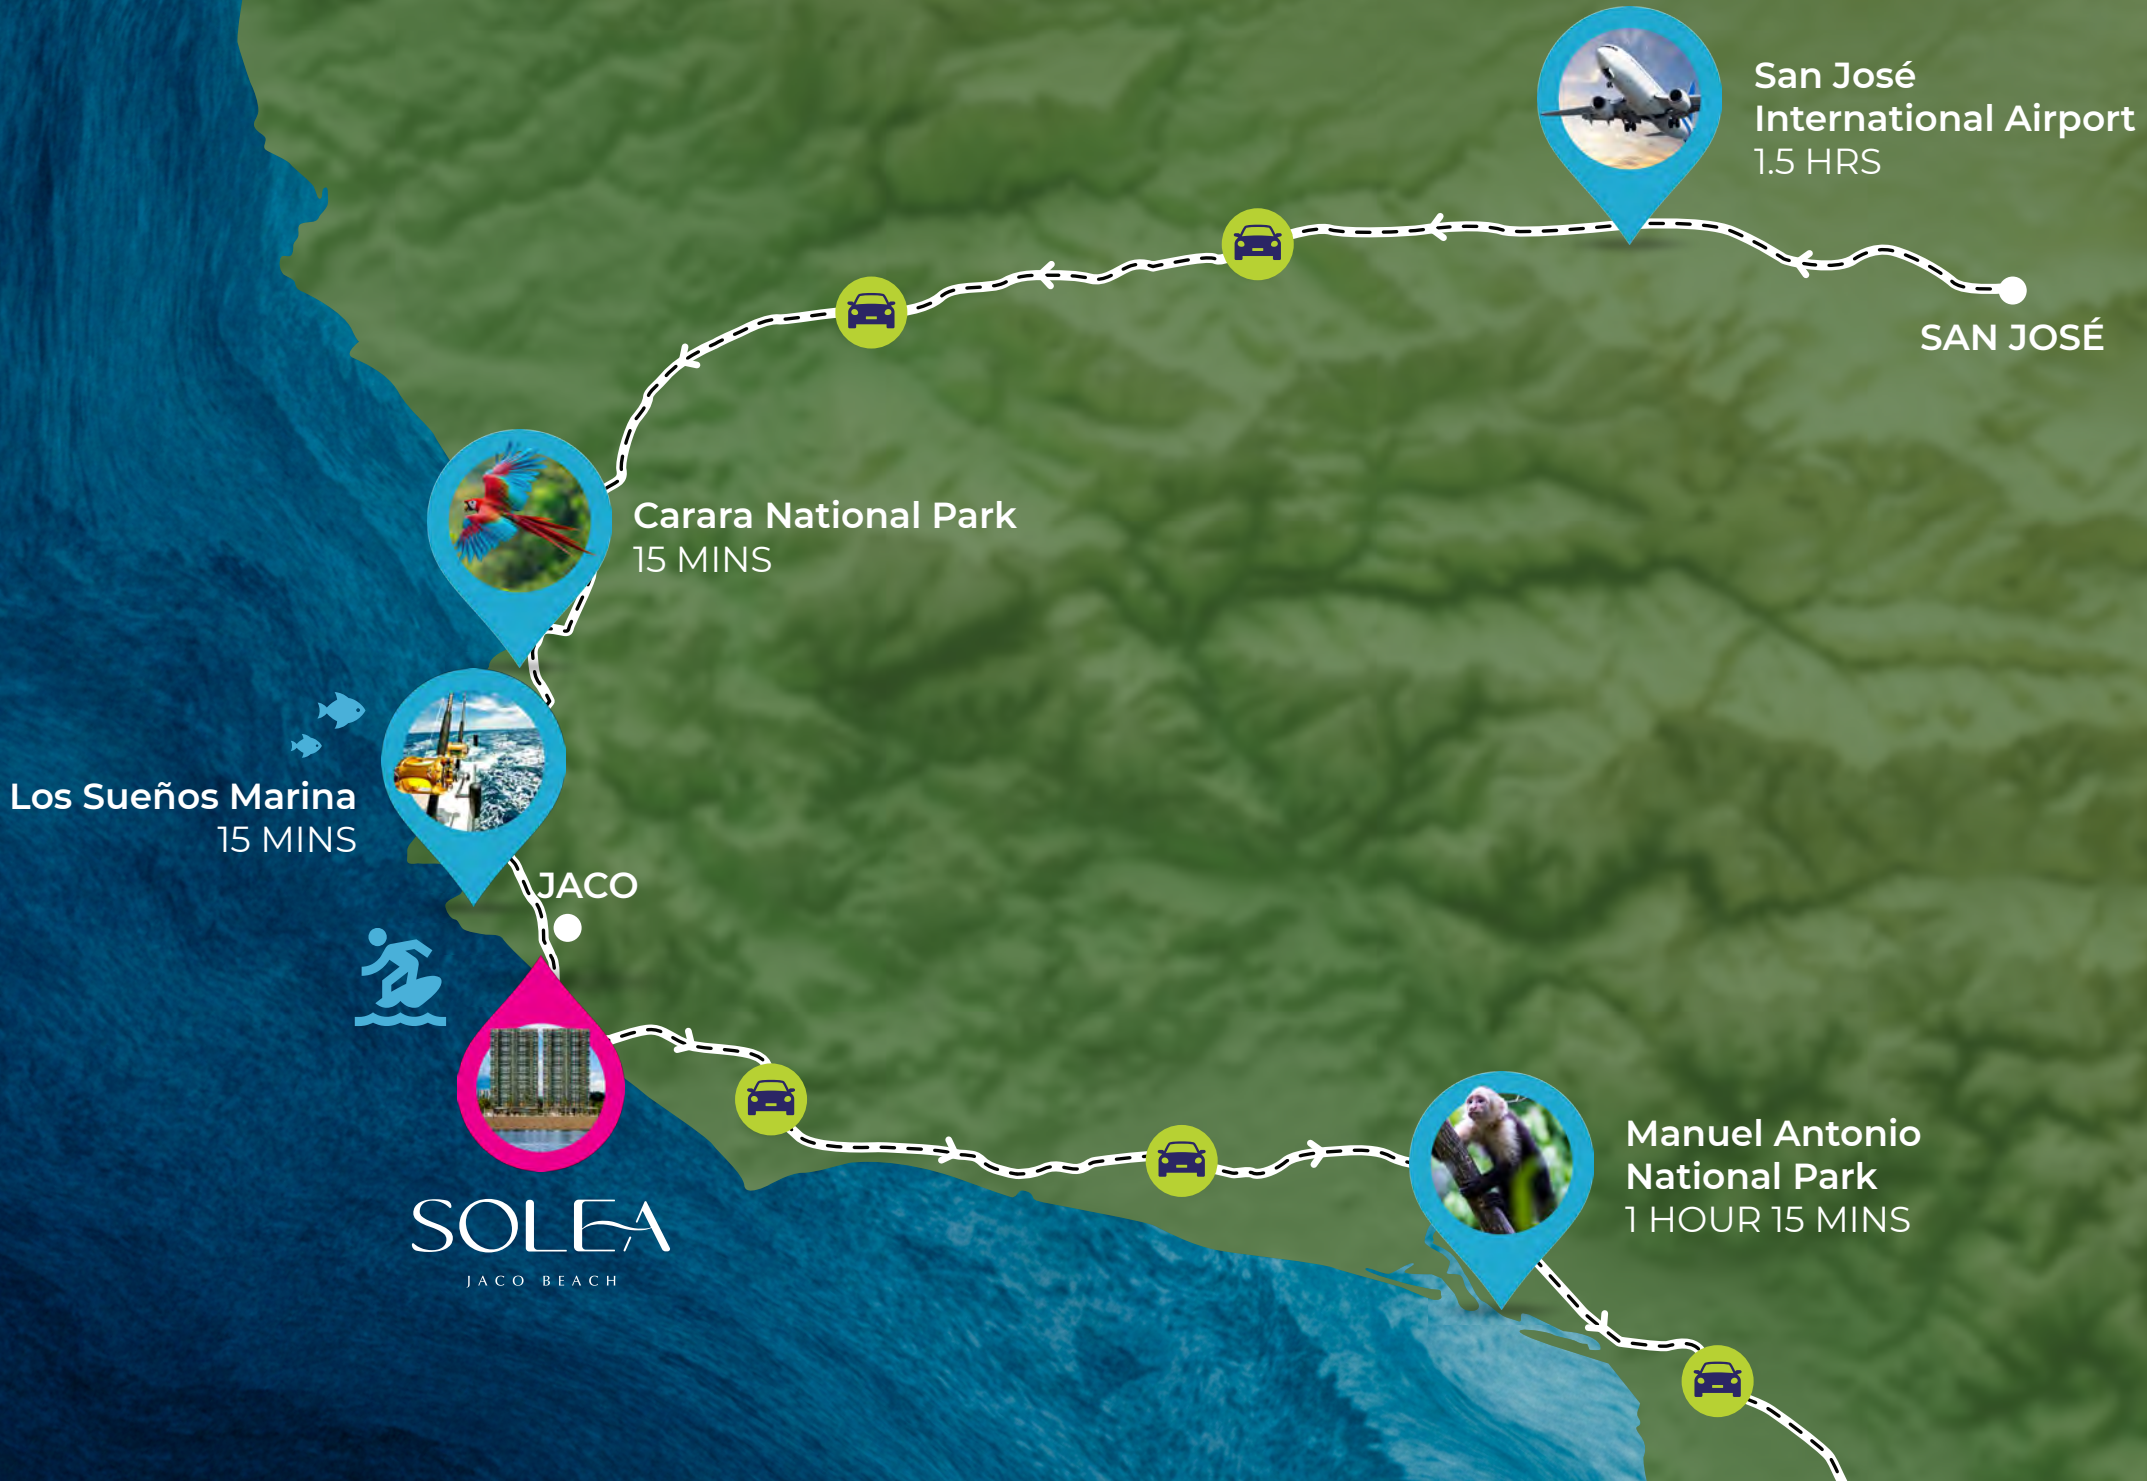 San José
International Airport
1.5 HRS
SAN JOSÉ
Carara National Park
15 MINS
Los Sueños Marina
15 MINS
JACO
SOLEA
JACO BEACH
Manuel Antonio
National Park
1 HOUR 15 MINS